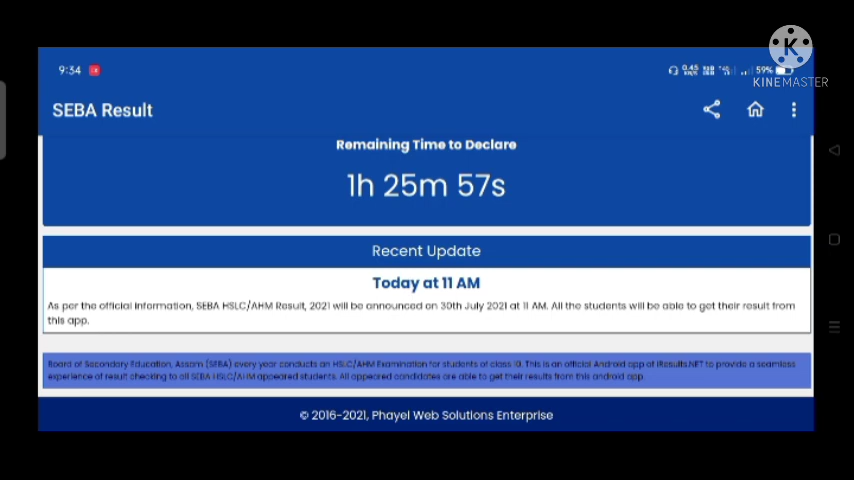 9:34
0.45
59%
KINEMASTER
SEBA Result
Remaining Time to Declare
1h 25m 57s
Recent Update
Today at 11 AM
As per the official information, SEBA HSLC/AHM Result, 2021 will be announced on 30th July 2021 at 11 AM. All the students will be able to get their result from
this app.
Board of Secondary Education, Assam (SEBA) every year conducts an HSLC/AHM Examination for students of class 10. This is an official Android app of iResults.NET to provide a seamless
experience of result checking to all SEBA HSLC/AHM appeared students. All appeared candidates are able to get their results from this android app.
© 2016-2021, Phayel Web Solutions Enterprise